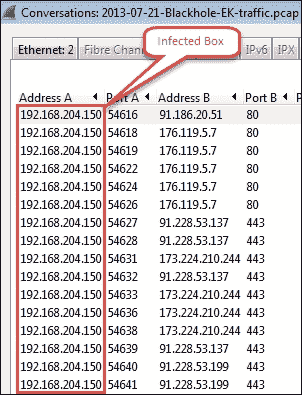 Conversations: 2013-07-21-Blackhole-EK-traffic.pcap
Infected Box
Ethernet: 2 Fibre Chan IPv6 IPX
Address A Port A Address B Port B P
192.168.204.150 54616 91.186.20.51 80
192.168.204.150 54618 176.119.5.7 80
192.168.204.150 54619 176.119.5.7 80
192.168.204.150 54622 176.119.5.7 80
192.168.204.150 54624 176.119.5.7 80
192.168.204.150 54626 176.119.5.7 80
192.168.204.150 54627 91.228.53.137 443
192.168.204.150 54628 91.228.53.137 443
192.168.204.150 54631 173.224.210.244 443
192.168.204.150 54632 91.228.53.137 443
192.168.204.150 54633 173.224.210.244 443
192.168.204.150 54636 173.224.210.244 443
192.168.204.150 54638 173.224.210.244 443
192.168.204.150 54639 91.228.53.137 443
192.168.204.150 54640 91.228.53.199 443
192.168.204.150 54641 91.228.53.199 443